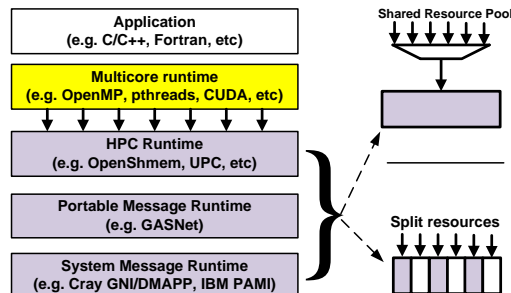 Application
(e.g. C/C++, Fortran, etc)
Multicore runtime
(e.g. OpenMP, pthreads, CUDA, etc)
HPC Runtime
(e.g. OpenShmem, UPC, etc)
Portable Message Runtime
(e.g. GASNet)
System Message Runtime
(e.g. Cray GNI/DMAPP, IBM PAMI)
Shared Resource Pool
Split resources